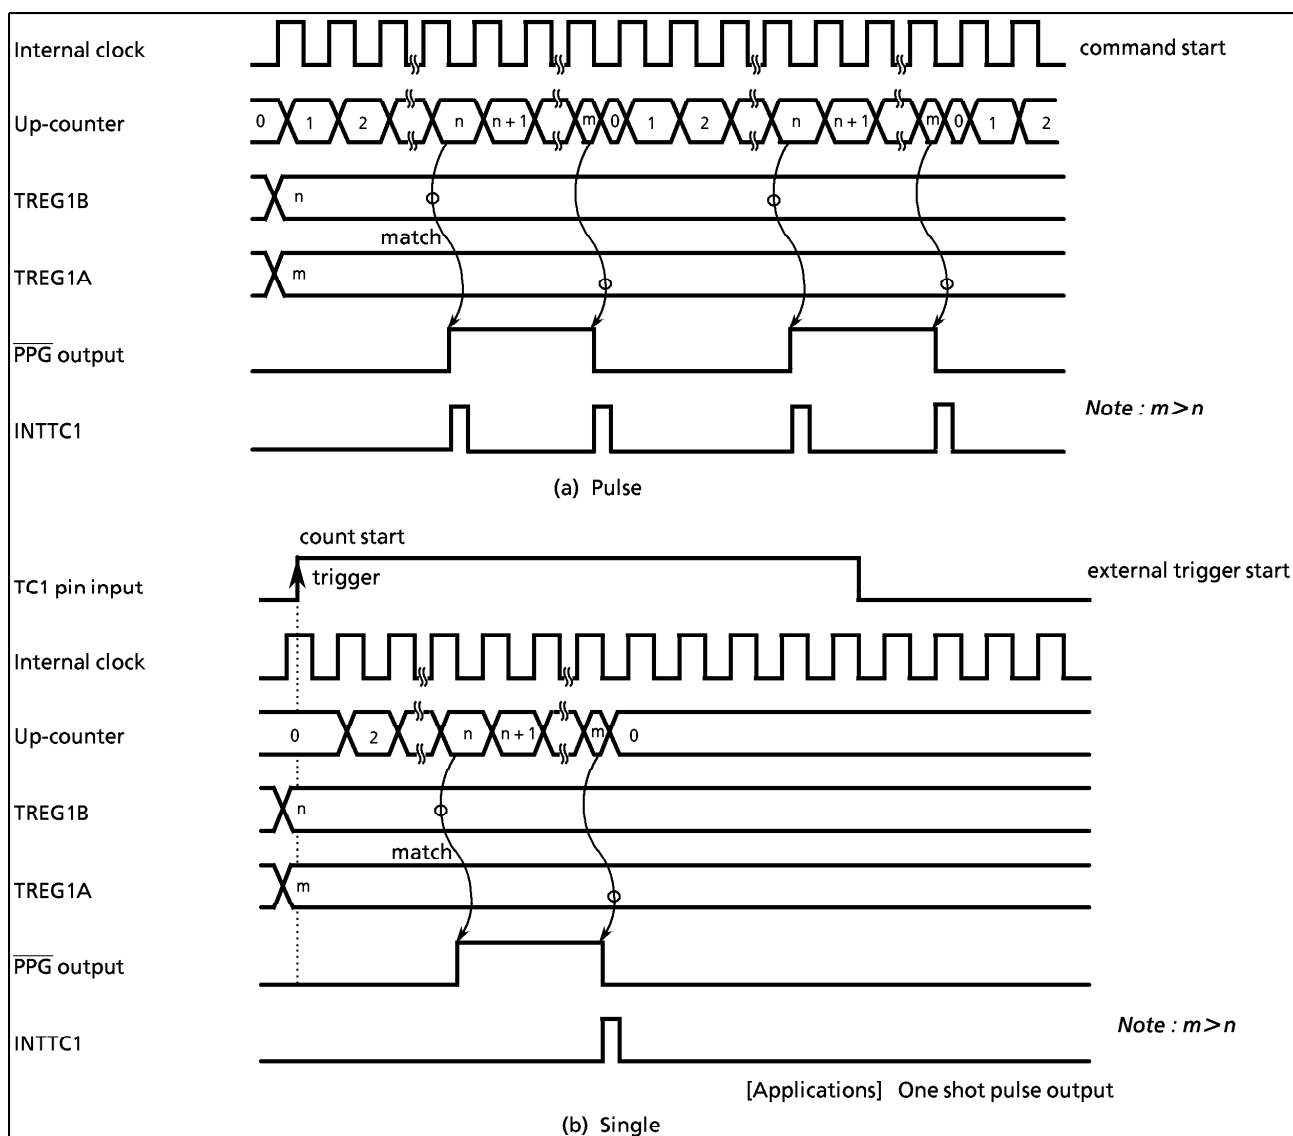 Internal clock
command start
Up-counter
0 1 2 n n + 1 m 0 1 2 n n + 1 m 0 1 2
TREG1B
n
match
TREG1A
m
PPG output
Note : m>n
INTTC1
(a) Pulse
count start
TC1 pin input
trigger
external trigger start
Internal clock
Up-counter
0 2 n n + 1 m 0
TREG1B
n
match
TREG1A
m
PPG output
Note : m>n
INTTC1
[Applications] One shot pulse output
(b) Single